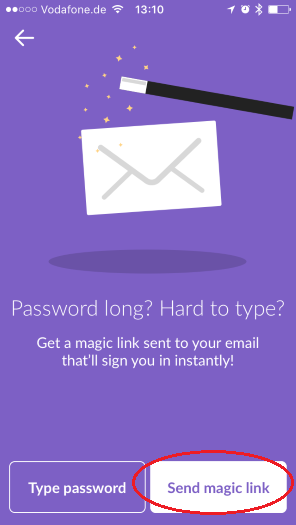 Vodafone.de 13:10
Password long? Hard to type?
Get a magic link sent to your email
that'll sign you in instantly!
Type password Send magic link